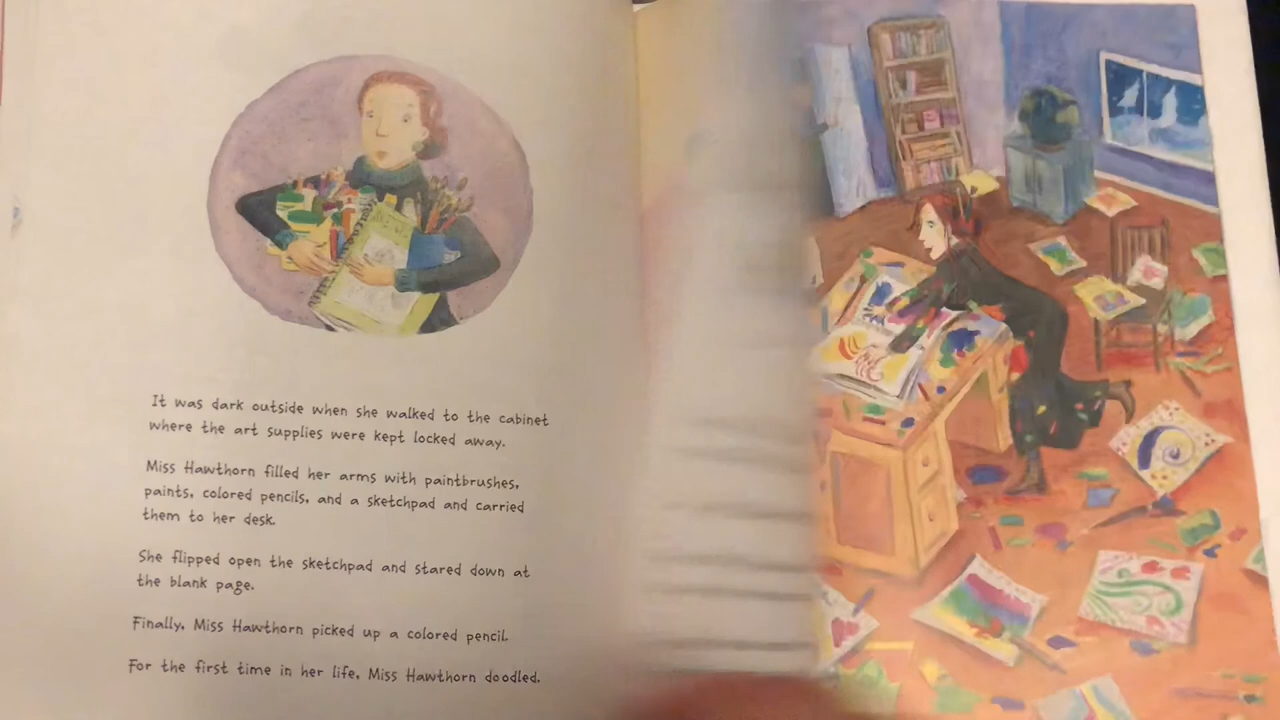 It was dark outside when she walked to the cabinet
where the art supplies were kept locked away.
Miss Hawthorn filled her arms with paintbrushes,
paints, colored pencils, and a sketchpad and carried
them to her desk.
She flipped open the sketchpad and stared down at
the blank page.
Finally, Miss Hawthorn picked up a colored pencil.
For the first time in her life, Miss Hawthorn doodled.